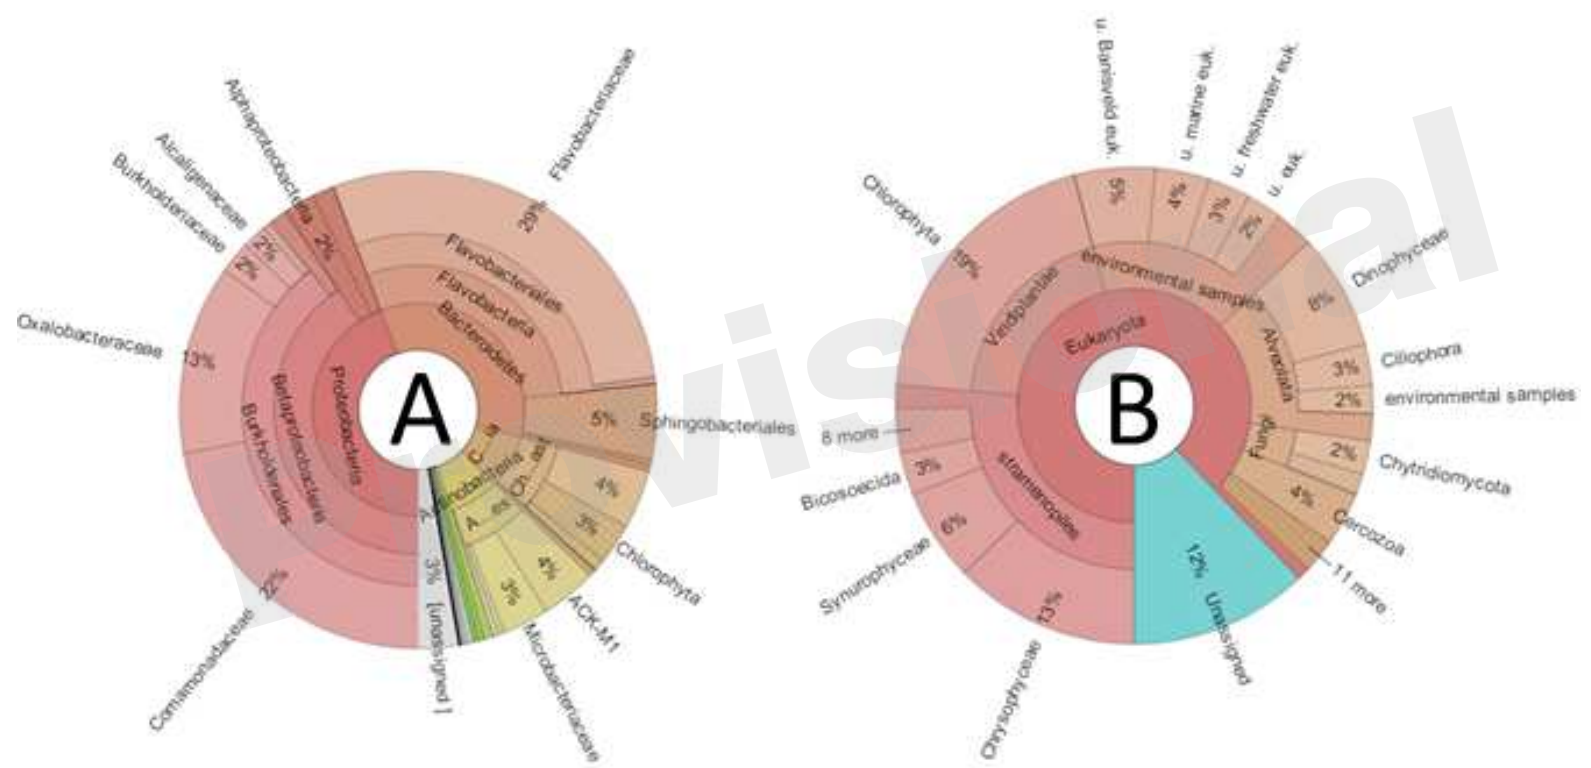 A
Flavobacteriaceae
29%
Flavobacteriales
Flavobacteria
Bacteroidetes
5%
Sphingobacteriales
4%
3%
Chlorophyta
4%
ACK-M1
3%
Microbacteriaceae
3%
[unassigned]
22%
Comamonadaceae
13%
Oxalobacteraceae
2%
Burkholderiaceae
2%
Alcaligenaceae
2%
Alphaproteobacteria
Proteobacteria
Betaproteobacteria
Burkholderiales
B
Eukaryota
Viridiplantae
19%
Chlorophyta
environmental samples
5%
u. Banisveld euk.
4%
u. marine euk.
3%
u. freshwater euk.
2%
u. euk.
Alveolata
8%
Dinophyceae
3%
Ciliophora
2%
environmental samples
Fungi
2%
Chytridiomycota
4%
Cercozoa
11 more
12% Unassigned
stramenopiles
13%
Chrysophyceae
6%
Synurophyceae
3%
Bicosoecida
8 more
Provisional